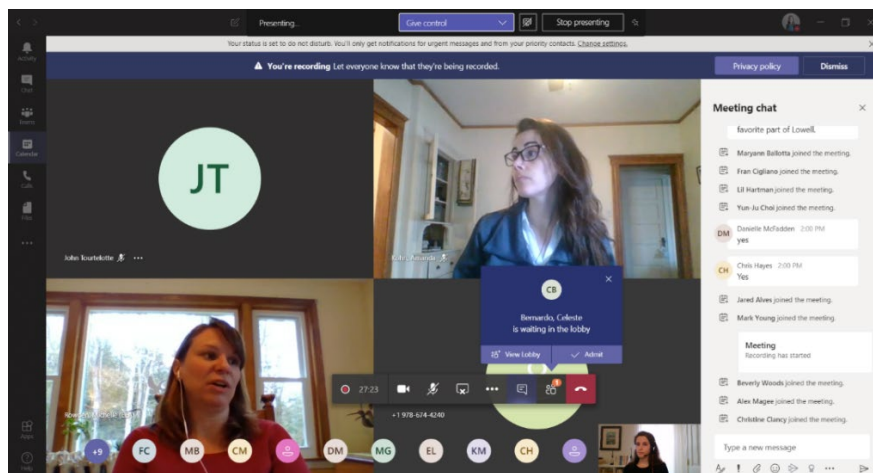 Presenting...
Give control
Stop presenting
Your status is set to do not disturb. You'll only get notifications for urgent messages and from your priority contacts. Change settings.
You're recording Let everyone know that they're being recorded.
Privacy policy
Dismiss
Activity
Chat
Teams
Calendar
Calls
Files
Apps
Help
JT
John Tourtelotte
CB
Bernardo, Celeste
is waiting in the lobby
View Lobby
Admit
27:23
1
+1 978-674-4240
+9
FC
MB
CM
DM
MG
EL
KM
CH
Meeting chat
favorite part of Lowell.
Maryann Ballotta joined the meeting.
Fran Cigliano joined the meeting.
Lil Hartman joined the meeting.
Yun-Ju Choi joined the meeting.
DM
Danielle McFadden 2:00 PM
yes
CH
Chris Hayes 2:00 PM
Yes
Jared Alves joined the meeting.
Mark Young joined the meeting.
Meeting
Recording has started
Beverly Woods joined the meeting.
Alex Magee joined the meeting.
Christine Clancy joined the meeting.
Type a new message